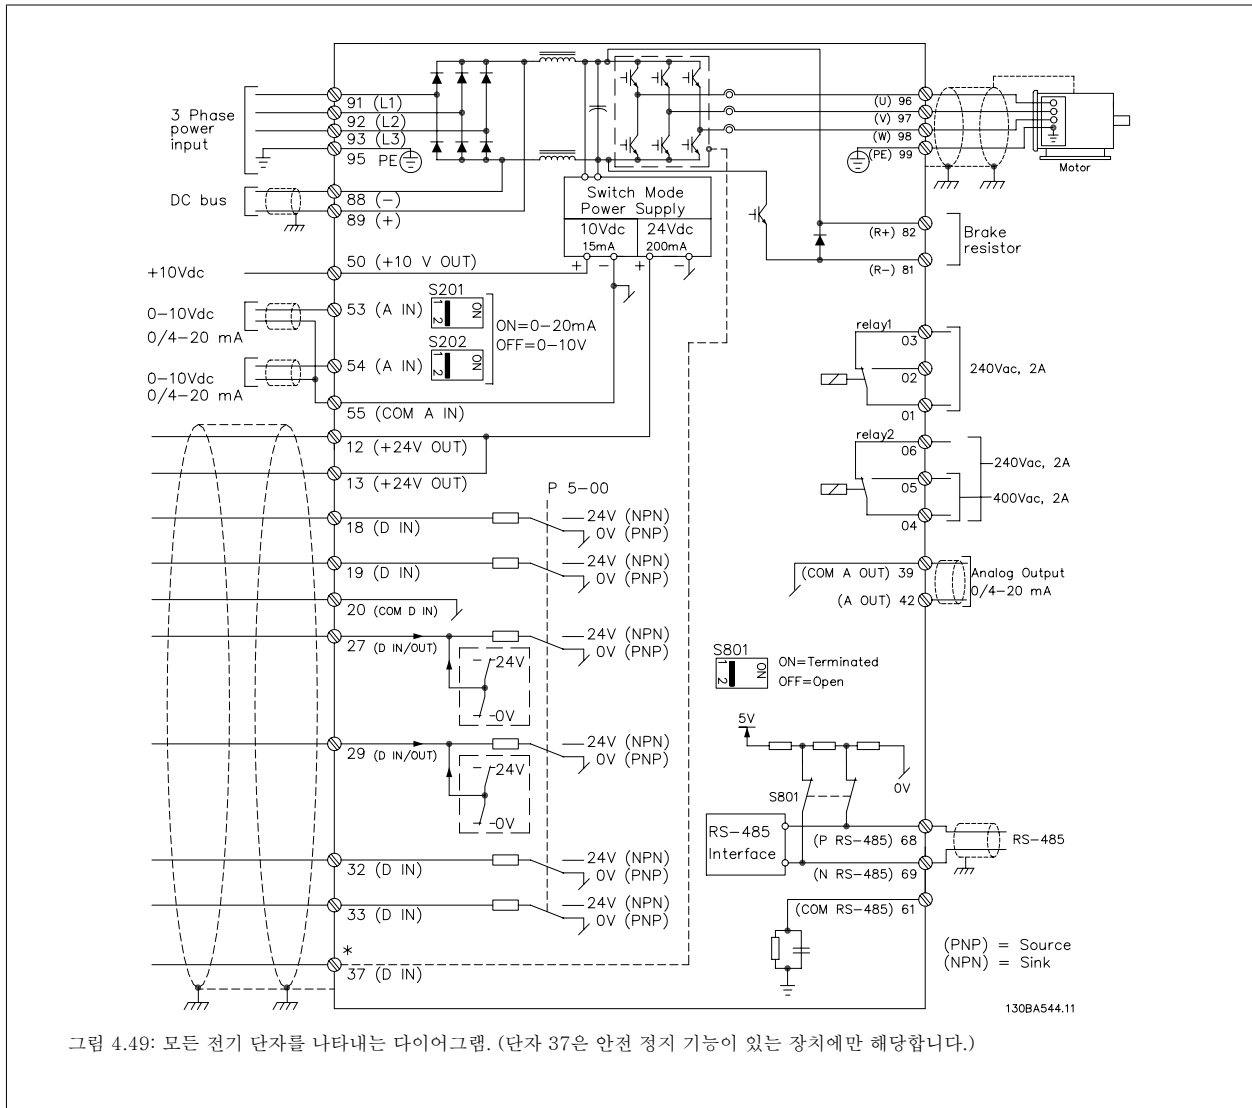 3 Phase
power
input
91 (L1)
92 (L2)
93 (L3)
95 PE
DC bus
88 (−)
89 (+)
Switch Mode
Power Supply
10Vdc
15mA
24Vdc
200mA
+ − + −
(U) 96
(V) 97
(W) 98
(PE) 99
Motor
(R+) 82
(R−) 81
Brake
resistor
+10Vdc
50 (+10 V OUT)
0−10Vdc
0/4−20 mA
53 (A IN)
S201
1 2
ON
S202
1 2
ON
ON=0−20mA
OFF=0−10V
0−10Vdc
0/4−20 mA
54 (A IN)
55 (COM A IN)
12 (+24V OUT)
13 (+24V OUT)
relay1
03
02
01
240Vac, 2A
relay2
06
05
04
240Vac, 2A
400Vac, 2A
P 5−00
18 (D IN)
24V (NPN)
0V (PNP)
19 (D IN)
24V (NPN)
0V (PNP)
20 (COM D IN)
27 (D IN/OUT)
24V (NPN)
0V (PNP)
24V
0V
29 (D IN/OUT)
24V (NPN)
0V (PNP)
24V
0V
32 (D IN)
24V (NPN)
0V (PNP)
33 (D IN)
24V (NPN)
0V (PNP)
*
37 (D IN)
(COM A OUT) 39
(A OUT) 42
Analog Output
0/4−20 mA
S801
1 2
ON
ON=Terminated
OFF=Open
5V
S801
0V
RS−485
Interface
(P RS−485) 68
(N RS−485) 69
(COM RS−485) 61
RS−485
(PNP) = Source
(NPN) = Sink
130BA544.11
그림 4.49: 모든 전기 단자를 나타내는 다이어그램. (단자 37은 안전 정지 기능이 있는 장치에만 해당합니다.)